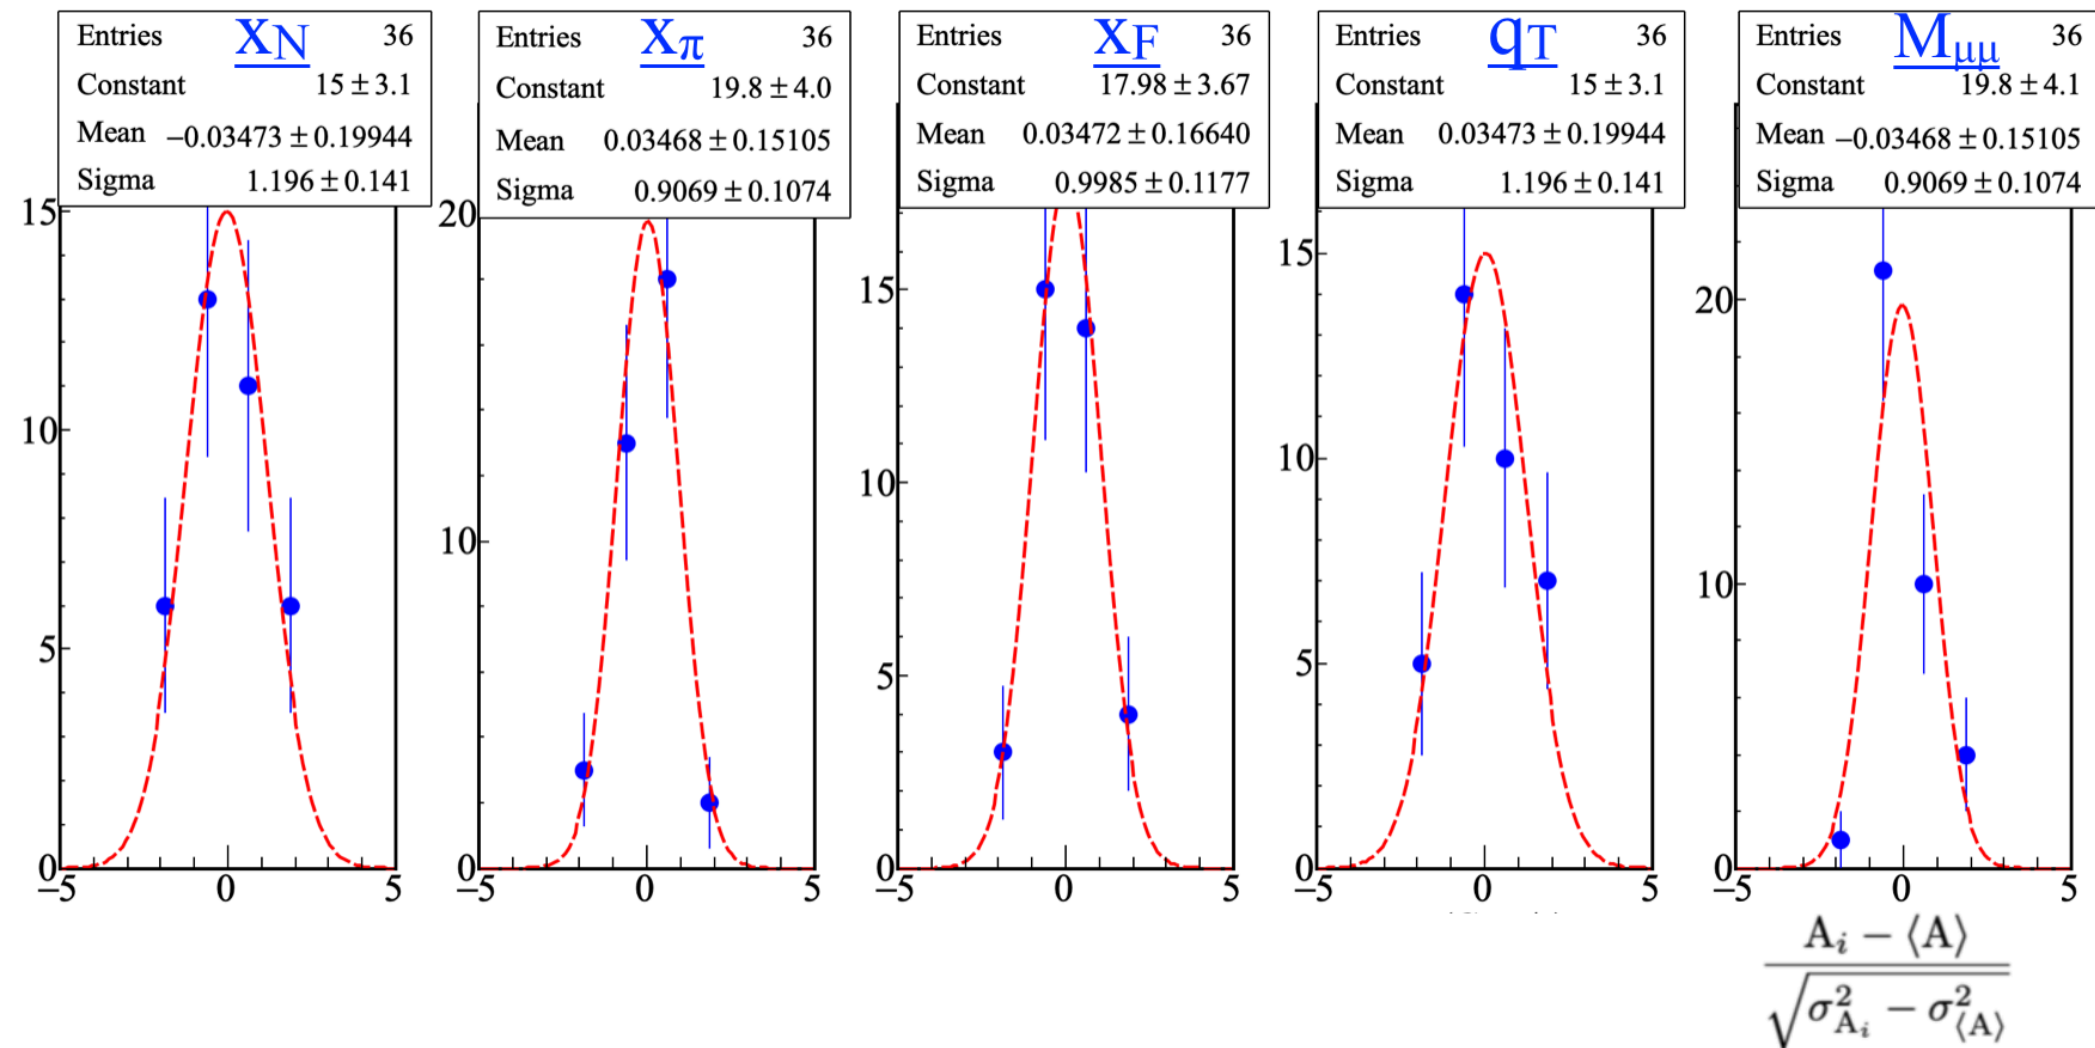 Entries x_N 36
Constant 15 ± 3.1
Mean −0.03473 ± 0.19944
Sigma 1.196 ± 0.141
15
10
5
0
−5 0 5
Entries x_π 36
Constant 19.8 ± 4.0
Mean 0.03468 ± 0.15105
Sigma 0.9069 ± 0.1074
20
10
0
−5 0 5
Entries x_F 36
Constant 17.98 ± 3.67
Mean 0.03472 ± 0.16640
Sigma 0.9985 ± 0.1177
15
10
5
0
−5 0 5
Entries q_T 36
Constant 15 ± 3.1
Mean 0.03473 ± 0.19944
Sigma 1.196 ± 0.141
15
10
5
0
−5 0 5
Entries M_μμ 36
Constant 19.8 ± 4.1
Mean −0.03468 ± 0.15105
Sigma 0.9069 ± 0.1074
20
10
0
−5 0 5
A_i − ⟨A⟩
√σ²_{A_i} − σ²_{⟨A⟩}